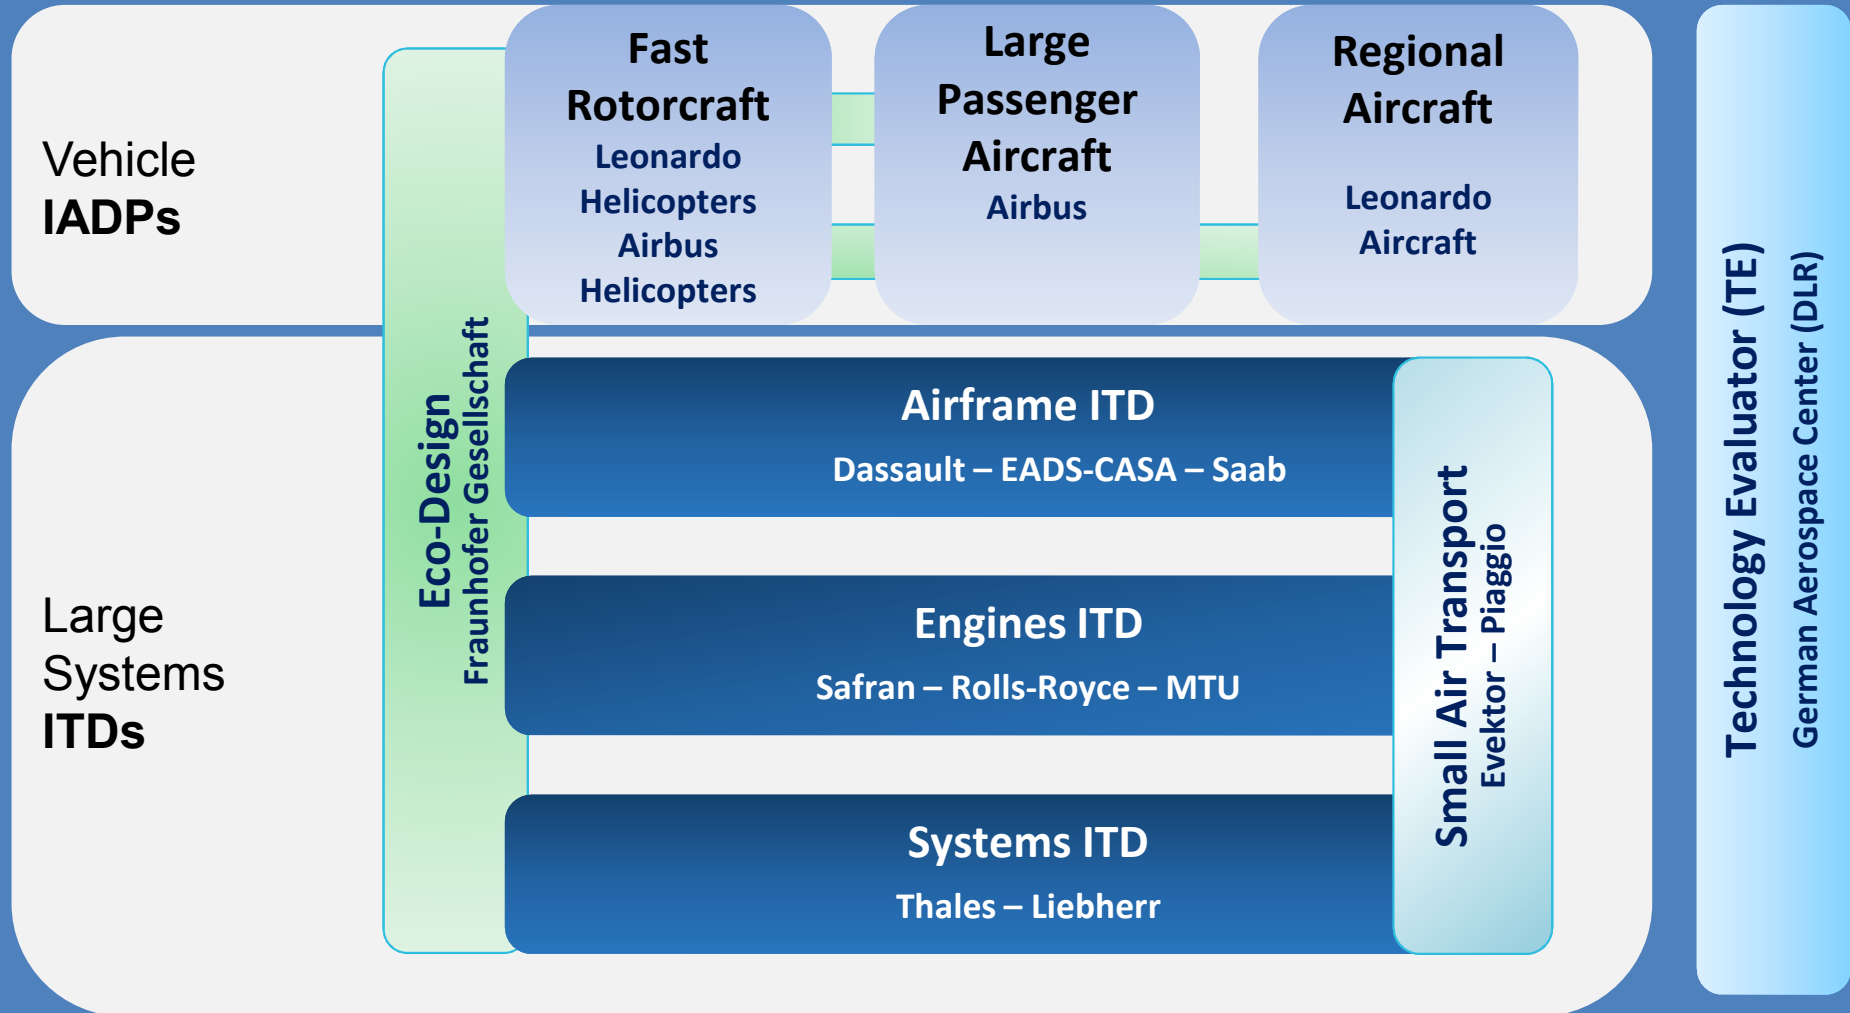 Vehicle
IADPs
Fast
Rotorcraft
Leonardo
Helicopters
Airbus
Helicopters
Large
Passenger
Aircraft
Airbus
Regional
Aircraft
Leonardo
Aircraft
Large
Systems
ITDs
Eco-Design
Fraunhofer Gesellschaft
Airframe ITD
Dassault – EADS-CASA – Saab
Engines ITD
Safran – Rolls-Royce – MTU
Systems ITD
Thales – Liebherr
Small Air Transport
Evektor – Piaggio
Technology Evaluator (TE)
German Aerospace Center (DLR)